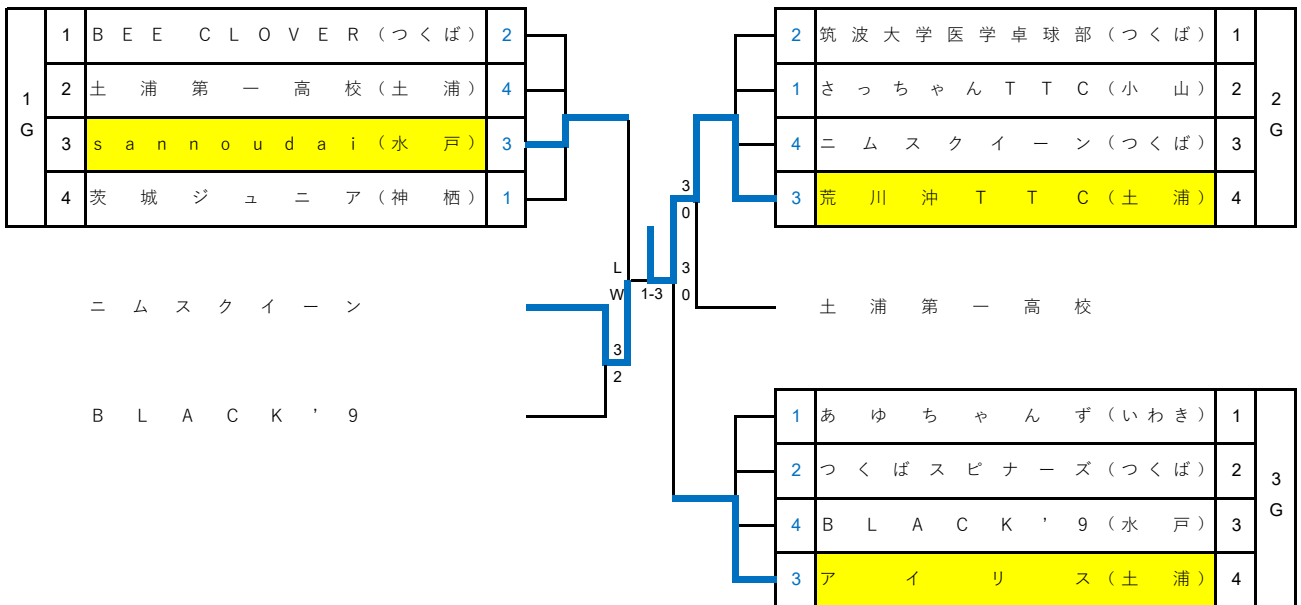 1G
1 BEE CLOVER(つくば) 2
2 土浦第一高校(土浦) 4
3 sannoudai(水戸) 3
4 茨城ジュニア(神栖) 1
2 筑波大学医学卓球部(つくば) 1
1 さっちゃんTTC(小山) 2
4 ニムスクイーン(つくば) 3
3 荒川沖TTC(土浦) 4
2G
3
0
L
W
1-3
3
0
ニムスクイーン
土浦第一高校
3
2
BLACK'9
1 あゆちゃんず(いわき) 1
2 つくばスピナーズ(つくば) 2
4 BLACK'9(水戸) 3
3 アイリス(土浦) 4
3G